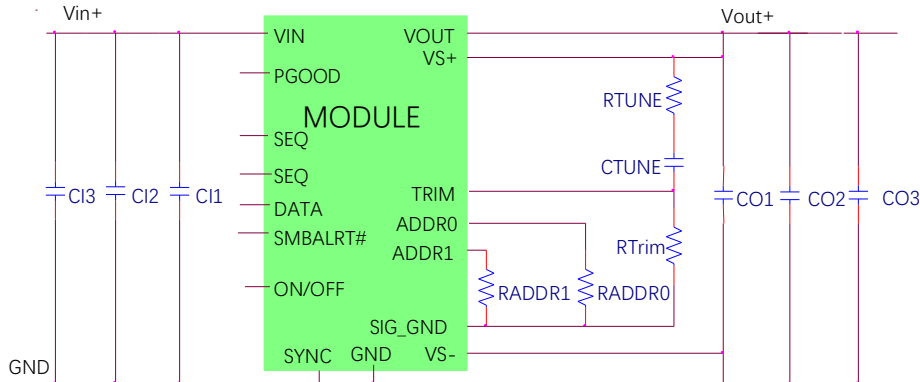 Vin+
Vout+
VIN
VOUT
VS+
PGOOD
RTUNE
MODULE
SEQ
CTUNE
SEQ
CI3
CI2
CI1
TRIM
CO1
CO2
CO3
DATA
ADDR0
SMBALRT#
ADDR1
RTrim
ON/OFF
RADDR1
RADDR0
SIG_GND
GND
SYNC
GND
VS-